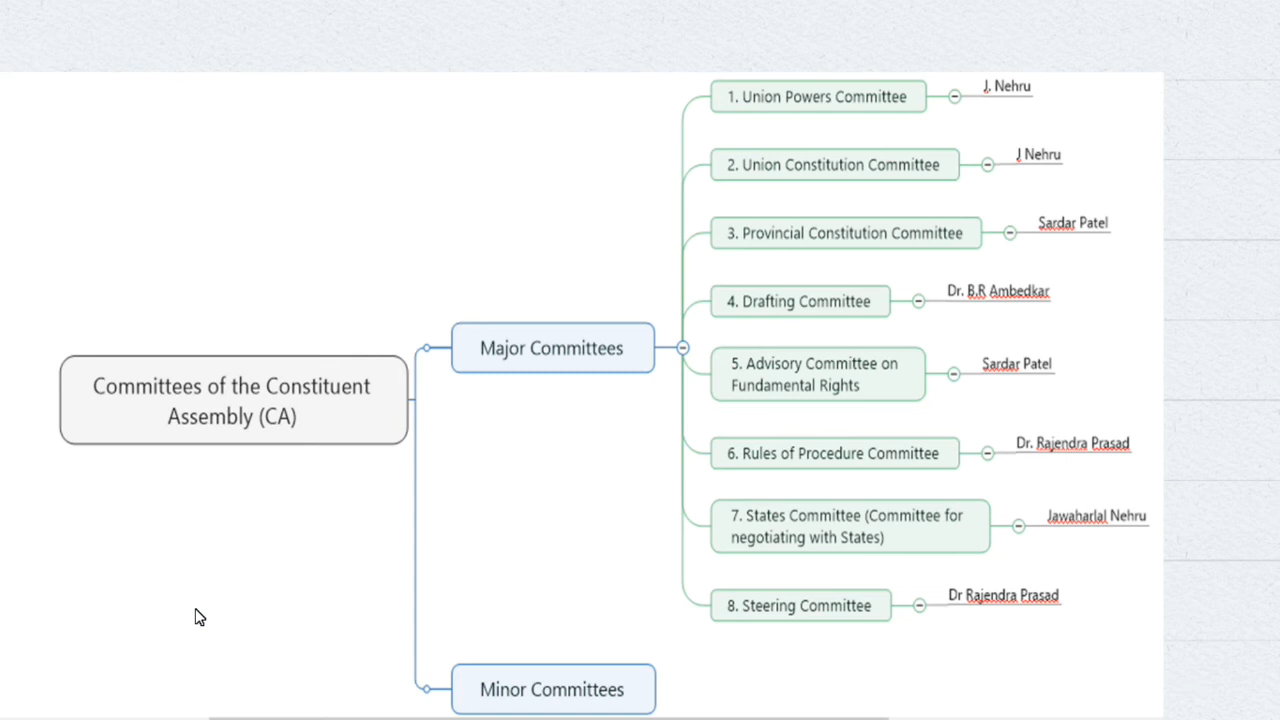 Committees of the Constituent
Assembly (CA)
Major Committees
1. Union Powers Committee
J. Nehru
2. Union Constitution Committee
J Nehru
3. Provincial Constitution Committee
Sardar Patel
4. Drafting Committee
Dr. B.R Ambedkar
5. Advisory Committee on
Fundamental Rights
Sardar Patel
6. Rules of Procedure Committee
Dr. Rajendra Prasad
7. States Committee (Committee for
negotiating with States)
Jawaharlal Nehru
8. Steering Committee
Dr Rajendra Prasad
Minor Committees